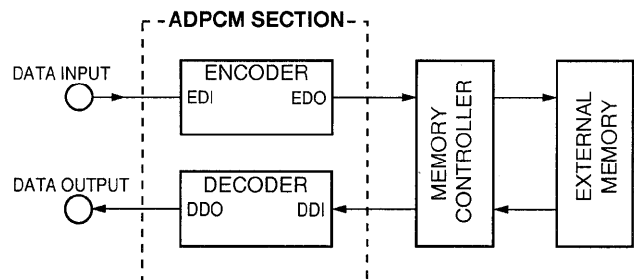 ADPCM SECTION
DATA INPUT
ENCODER
EDI EDO
DATA OUTPUT
DECODER
DDO DDI
MEMORY
CONTROLLER
EXTERNAL
MEMORY